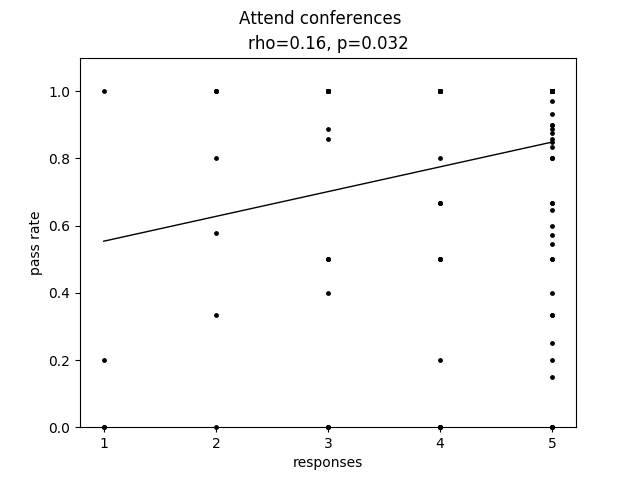 Attend conferences
rho=0.16, p=0.032
pass rate
1.0
0.8
0.6
0.4
0.2
0.0
1 2 3 4 5
responses